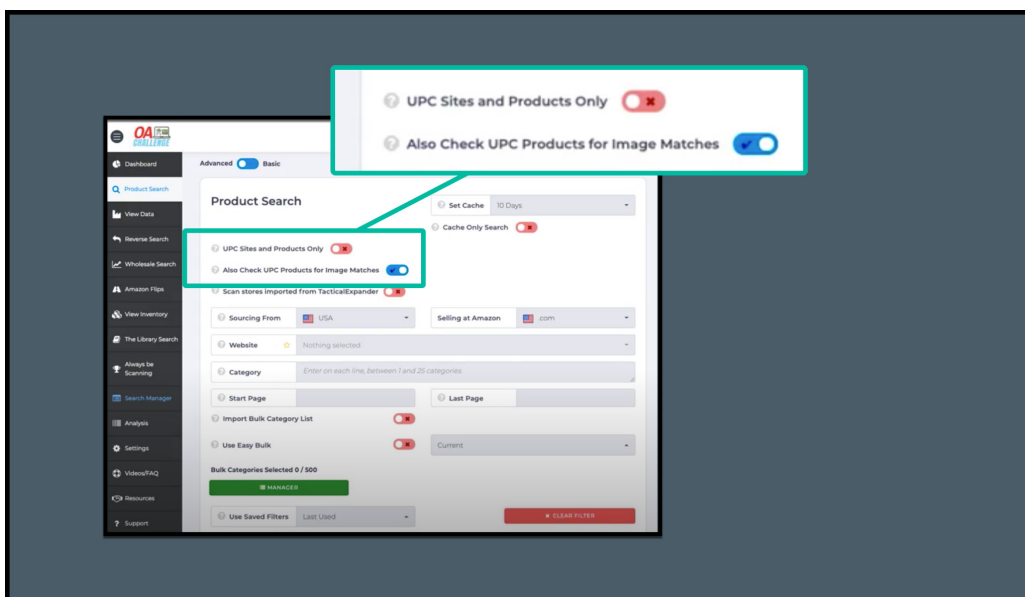 UPC Sites and Products Only
Also Check UPC Products for Image Matches
OA
CHALLENGE
Dashboard
Product Search
View Data
Reverse Search
Wholesale Search
Amazon Flips
View Inventory
The Library Search
Always be
Scanning
Search Manager
Analysis
Settings
Videos/FAQ
Resources
Support
Advanced Basic
Product Search
Set Cache 10 Days
Cache Only Search
UPC Sites and Products Only
Also Check UPC Products for Image Matches
Scan stores imported from TacticalExpander
Sourcing From USA Selling at Amazon .com
Website Nothing selected
Category Enter on each line, between 1 and 25 categories.
Start Page Last Page
Import Bulk Category List
Use Easy Bulk Current
Bulk Categories Selected 0 / 500
MANAGER
Use Saved Filters Last Used CLEAR FILTER